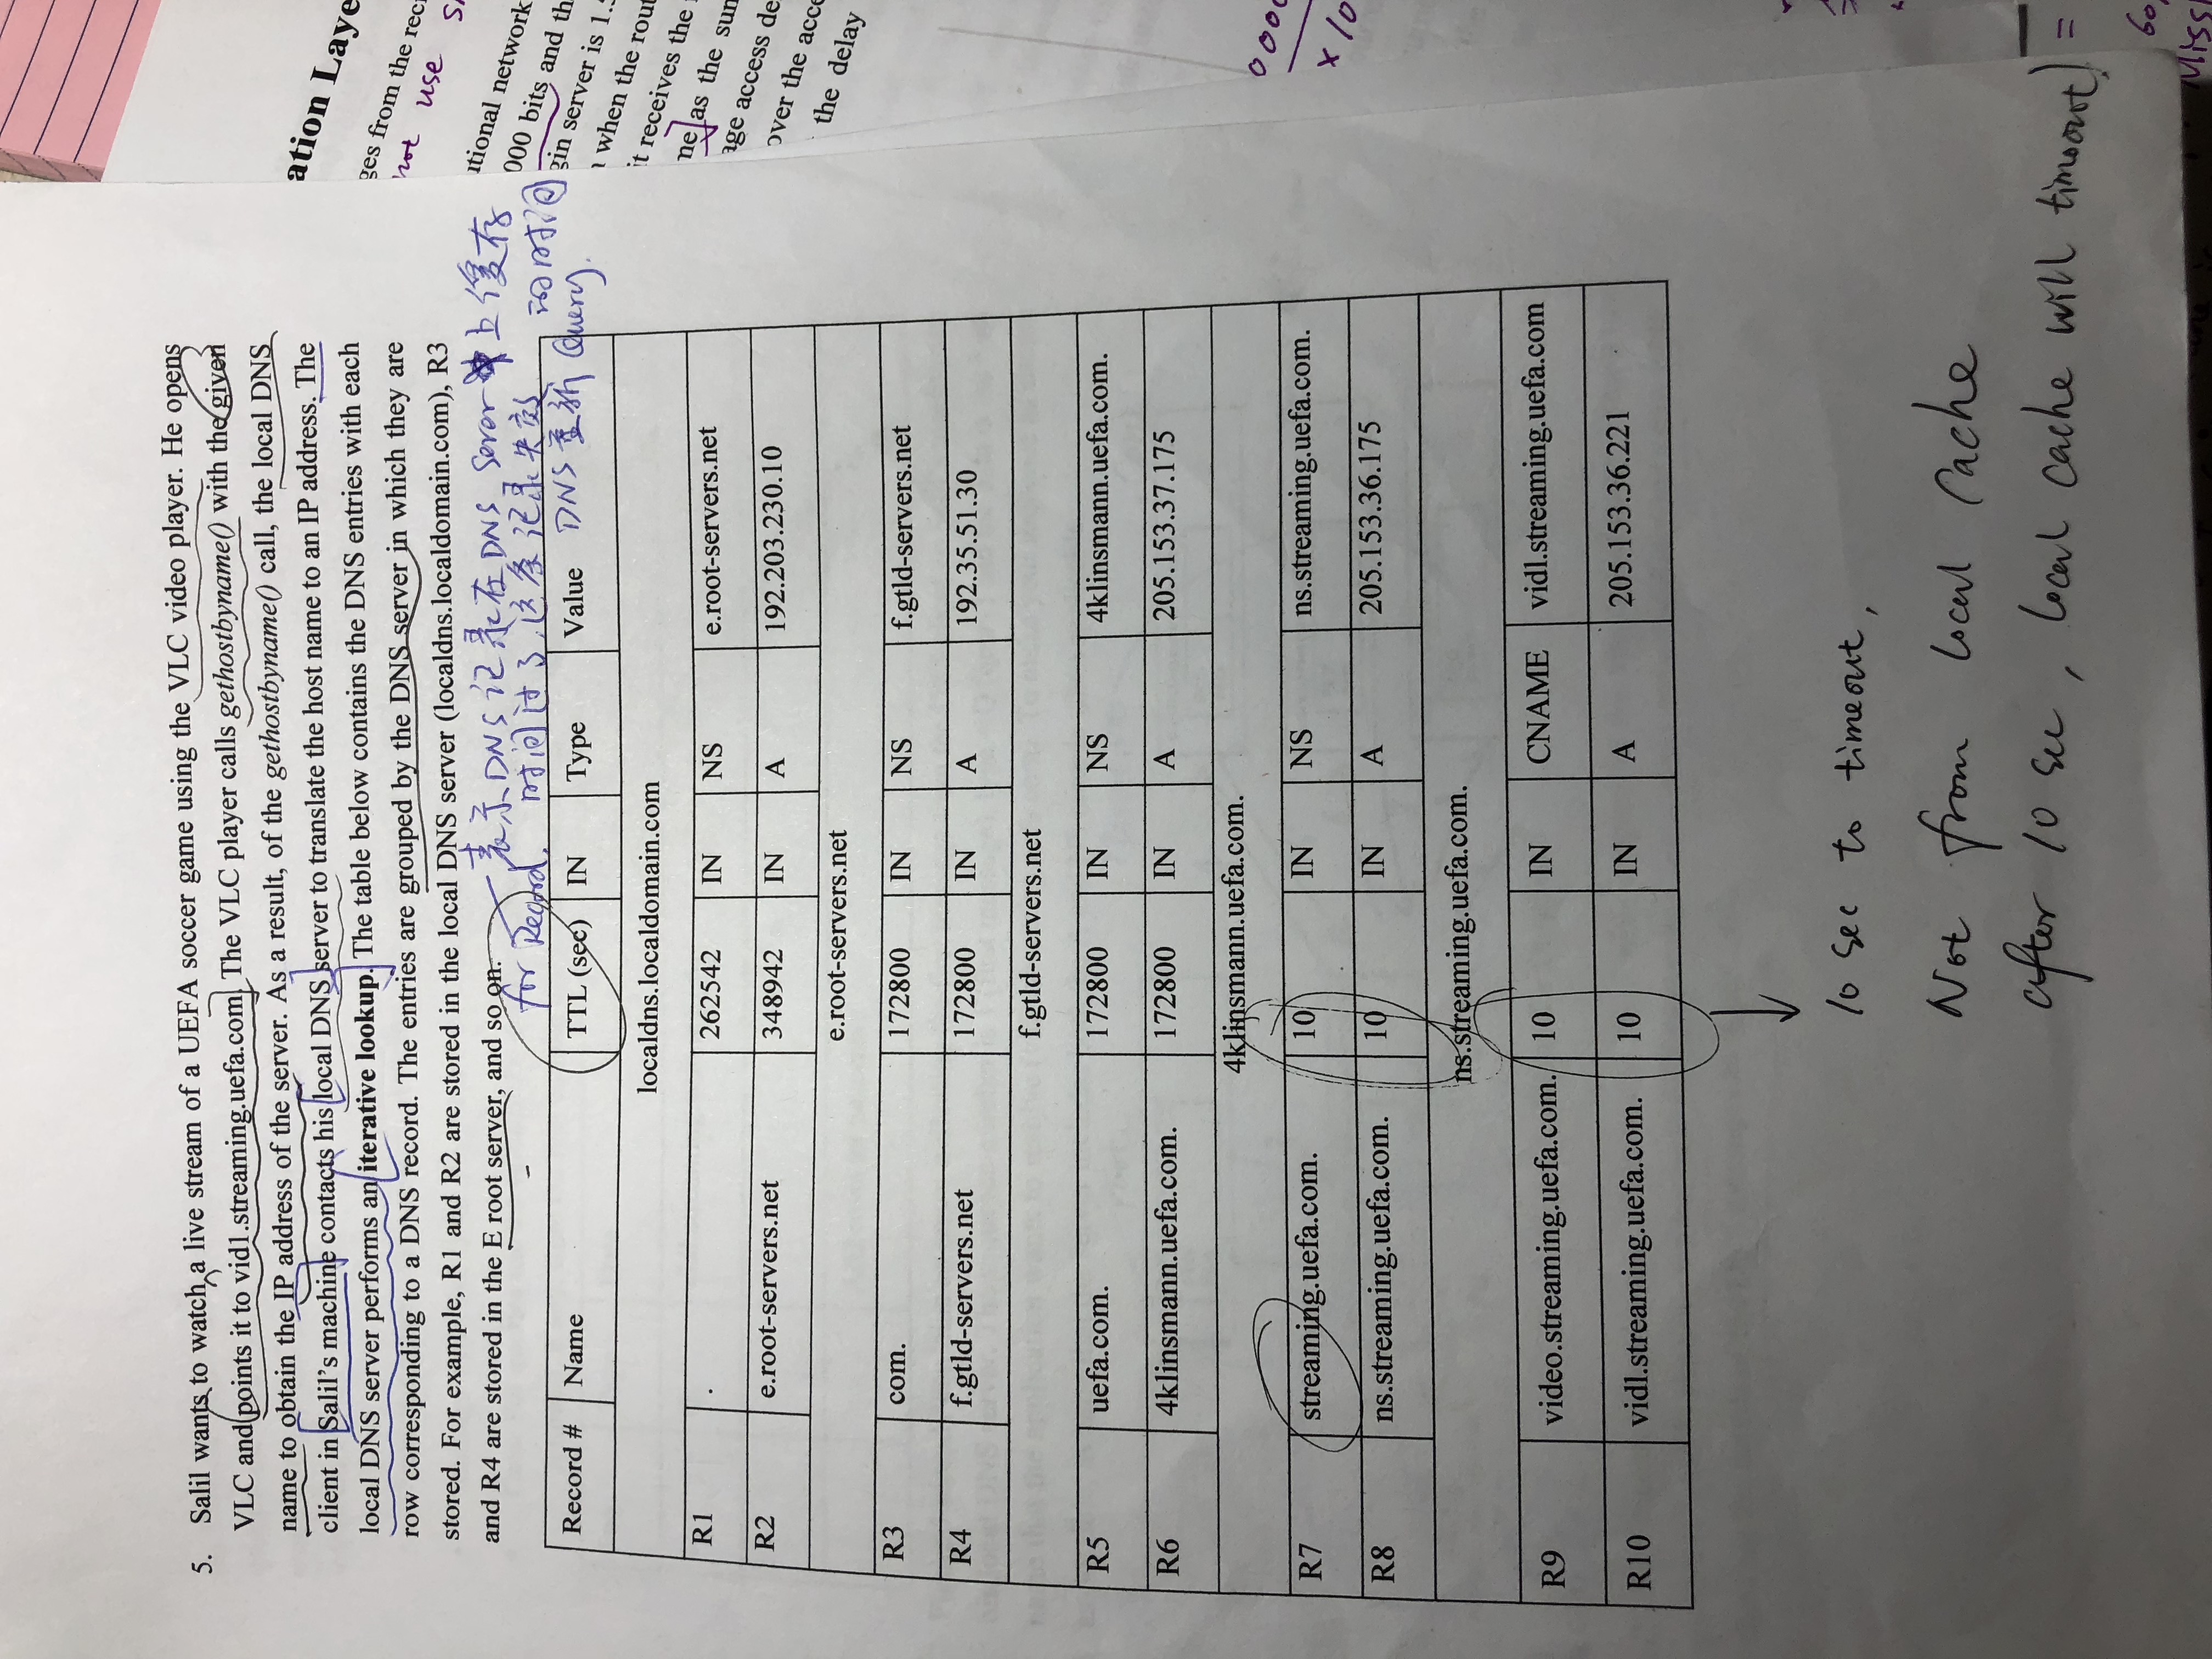 5. Salil wants to watch a live stream of a UEFA soccer game using the VLC video player. He opens
VLC and points it to vid1.streaming.uefa.com. The VLC player calls gethostbyname() with the given
name to obtain the IP address of the server. As a result, of the gethostbyname() call, the local DNS
client in Salil's machine contacts his local DNS server to translate the host name to an IP address. The
local DNS server performs an iterative lookup. The table below contains the DNS entries with each
row corresponding to a DNS record. The entries are grouped by the DNS server in which they are
stored. For example, R1 and R2 are stored in the local DNS server (localdns.localdomain.com), R3
and R4 are stored in the E root server, and so on.
表示DNS记录在DNS Server 上缓存
的时间
for Record. 时间过了,这条记录失效
DNS重新 Query.
Record # Name TTL (sec) IN Type Value
localdns.localdomain.com
R1 . 262542 IN NS e.root-servers.net
R2 e.root-servers.net 348942 IN A 192.203.230.10
e.root-servers.net
R3 com. 172800 IN NS f.gtld-servers.net
R4 f.gtld-servers.net 172800 IN A 192.35.51.30
f.gtld-servers.net
R5 uefa.com. 172800 IN NS 4klinsmann.uefa.com.
R6 4klinsmann.uefa.com. 172800 IN A 205.153.37.175
4klinsmann.uefa.com.
R7 streaming.uefa.com. 10 IN NS ns.streaming.uefa.com.
R8 ns.streaming.uefa.com. 10 IN A 205.153.36.175
ns.streaming.uefa.com.
R9 video.streaming.uefa.com. 10 IN CNAME vidl.streaming.uefa.com
R10 vidl.streaming.uefa.com. 10 IN A 205.153.36.221
10 sec to timeout,
Not from local cache
after 10 sec, local cache will timeout)
ation Laye
ges from the rec
not use
utional network
000 bits and th
gin server is 1.5
when the rout
it receives the
me as the sum
age access de
over the acce
the delay
000
x 10
=
60
Miss